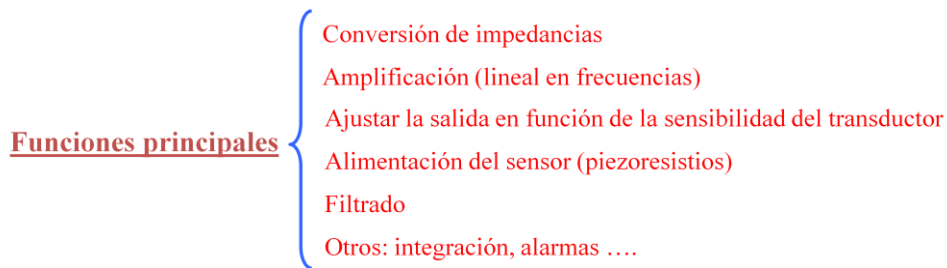 Conversión de impedancias
Amplificación (lineal en frecuencias)
Ajustar la salida en función de la sensibilidad del transductor
Funciones principales
Alimentación del sensor (piezoresistios)
Filtrado
Otros: integración, alarmas ….